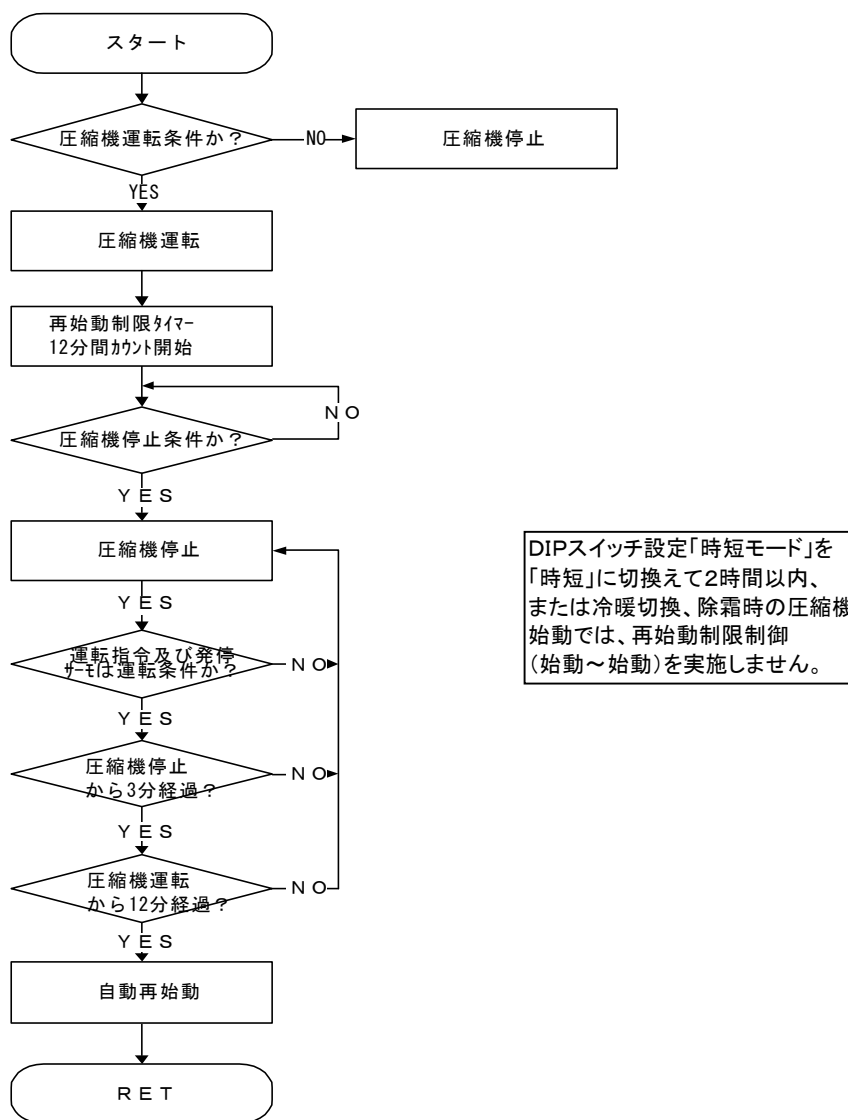 スタート
圧縮機運転条件か？
NO
圧縮機停止
YES
圧縮機運転
再始動制限ﾀｲﾏｰ
12分間ｶｳﾝﾄ開始
NO
圧縮機停止条件か？
YES
圧縮機停止
YES
運転指令及び発停
ｻｰﾓは運転条件か？
NO
YES
圧縮機停止
から3分経過？
NO
YES
圧縮機運転
から12分経過？
NO
YES
自動再始動
RET
DIPスイッチ設定「時短モード」を
「時短」に切換えて2時間以内、
または冷暖切換、除霜時の圧縮機
始動では、再始動制限制御
(始動～始動)を実施しません。